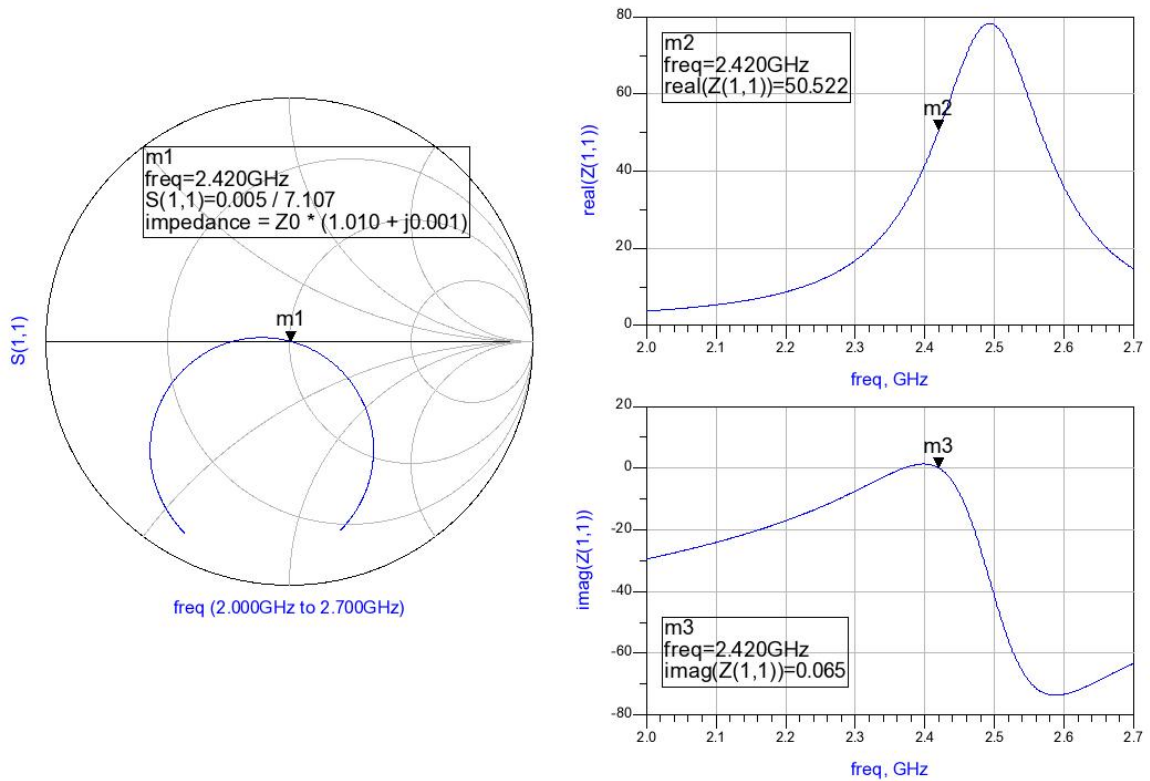 S(1,1)
m1
freq=2.420GHz
S(1,1)=0.005 / 7.107
impedance = Z0 * (1.010 + j0.001)
m1
freq (2.000GHz to 2.700GHz)
real(Z(1,1))
80
60
40
20
0
m2
freq=2.420GHz
real(Z(1,1))=50.522
m2
2.0 2.1 2.2 2.3 2.4 2.5 2.6 2.7
freq, GHz
imag(Z(1,1))
20
0
-20
-40
-60
-80
m3
m3
freq=2.420GHz
imag(Z(1,1))=0.065
2.0 2.1 2.2 2.3 2.4 2.5 2.6 2.7
freq, GHz